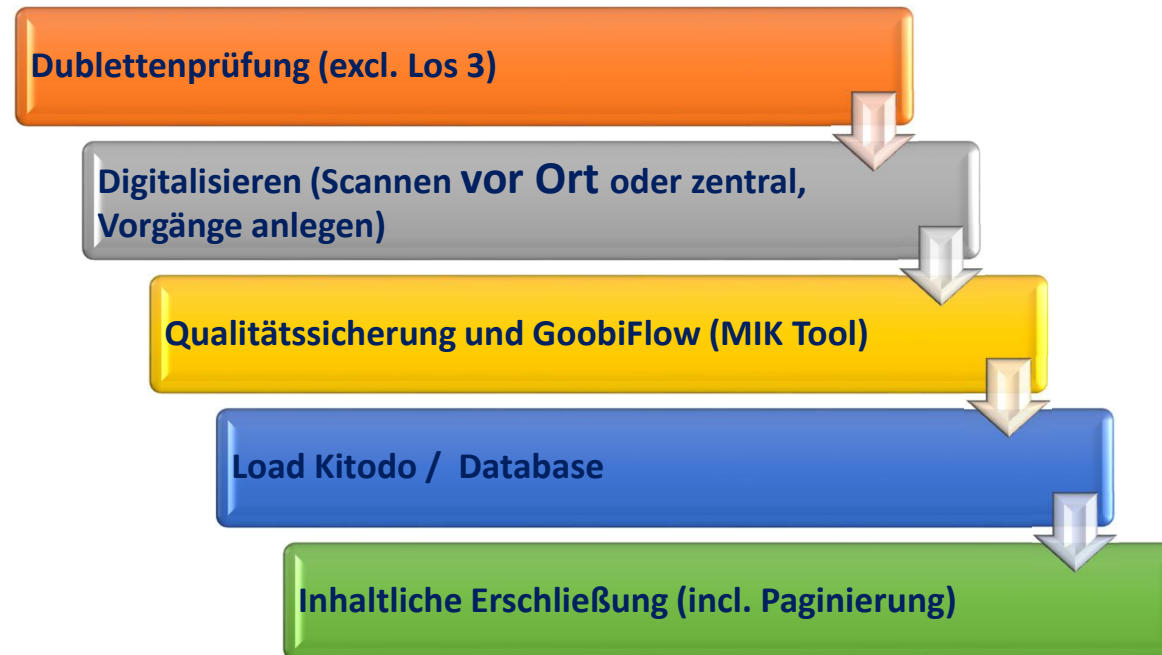 Dublettenprüfung (excl. Los 3)
Digitalisieren (Scannen vor Ort oder zentral,
Vorgänge anlegen)
Qualitätssicherung und GoobiFlow (MIK Tool)
Load Kitodo / Database
Inhaltliche Erschließung (incl. Paginierung)